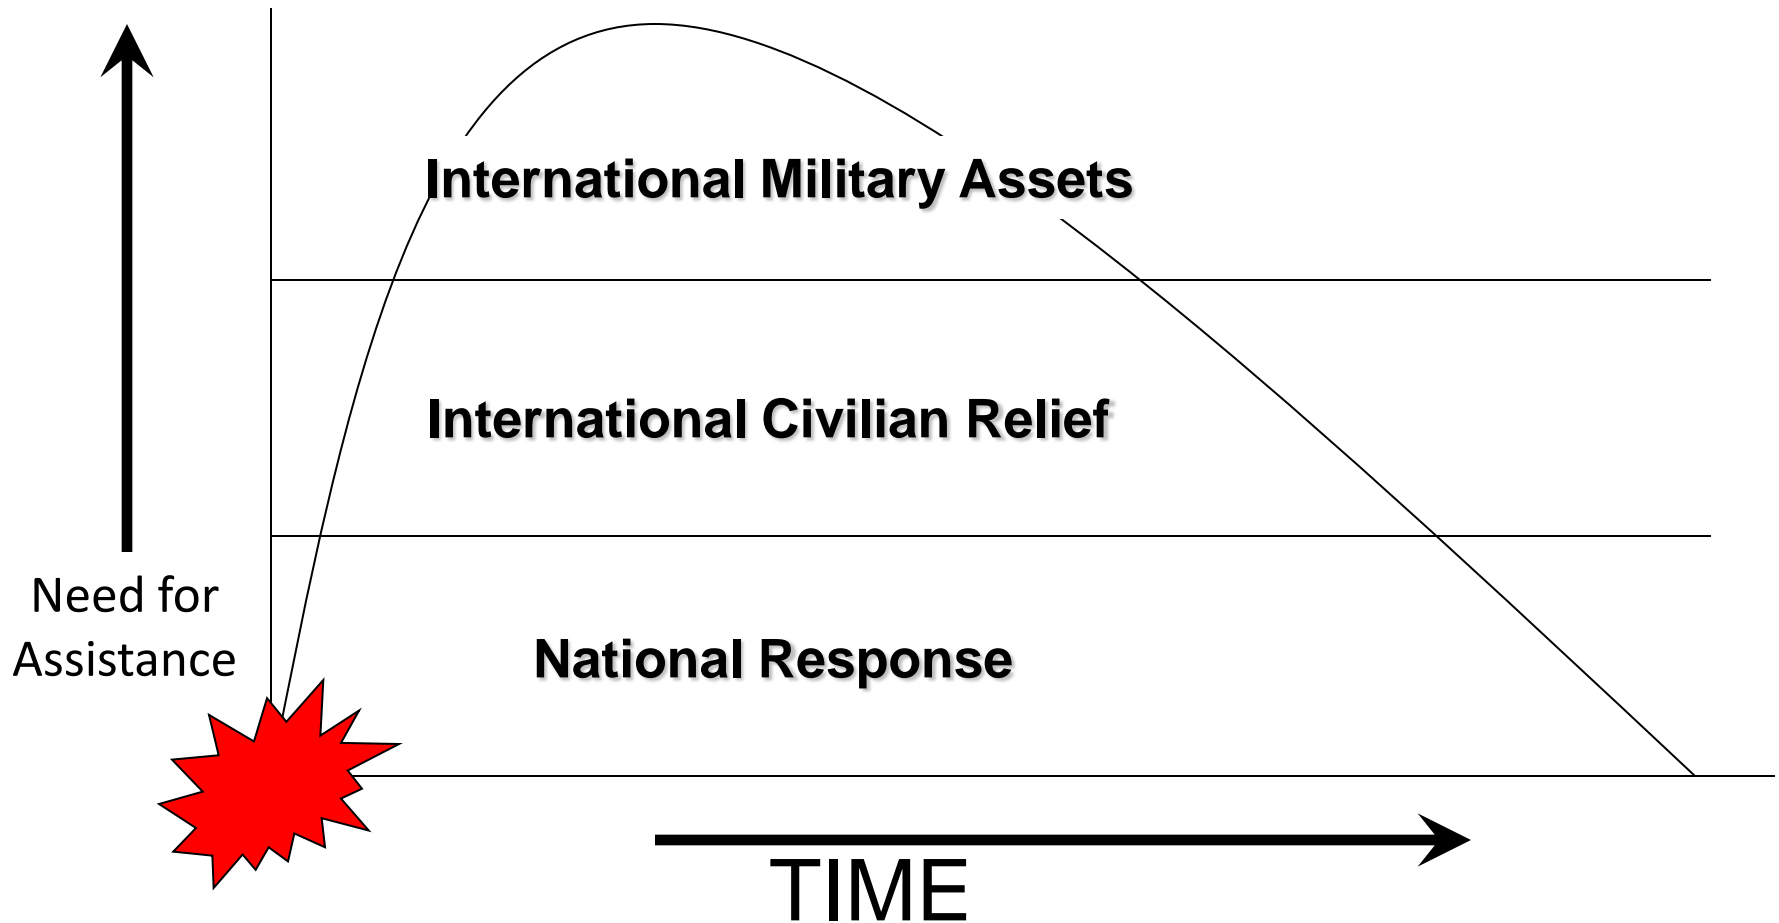 International Military Assets
International Civilian Relief
Need for
Assistance
National Response
TIME